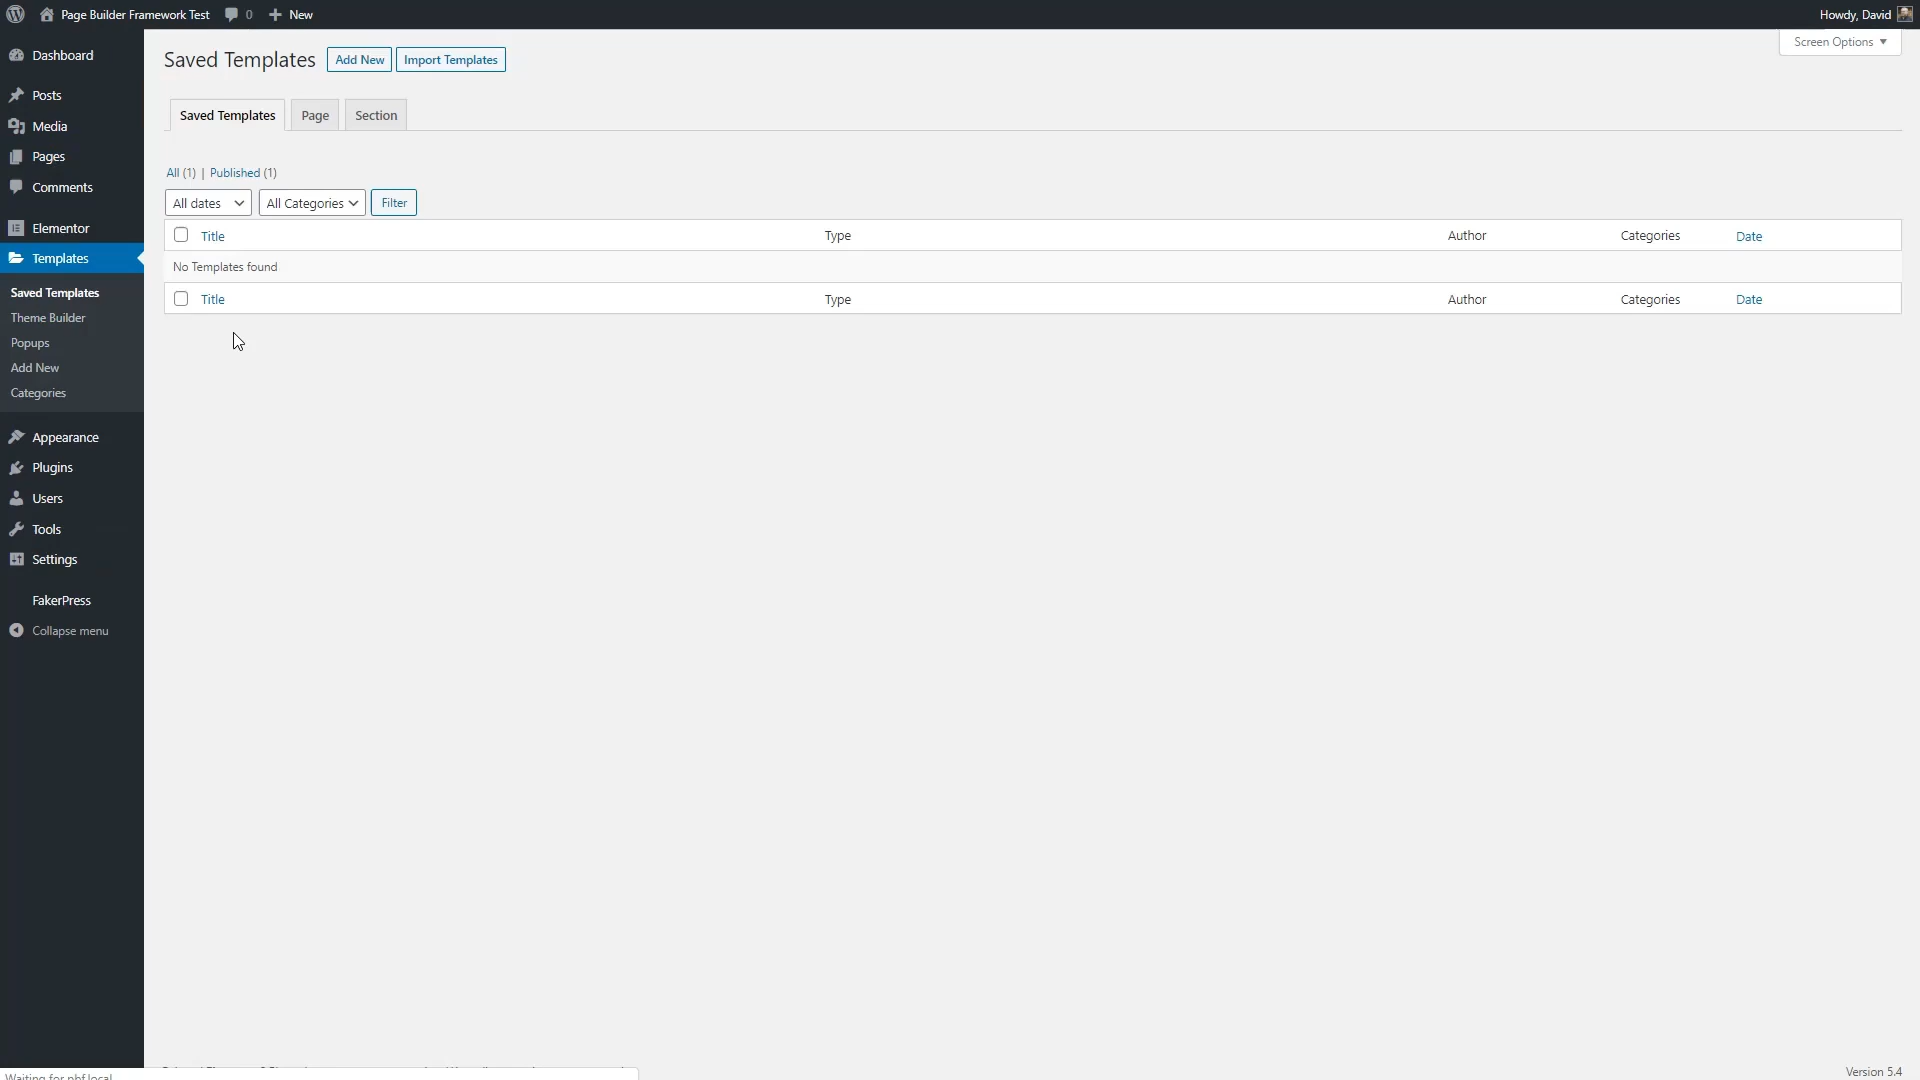 Page Builder Framework Test
0
New
Howdy, David
Screen Options
Dashboard
Posts
Media
Pages
Comments
Elementor
Templates
Saved Templates
Theme Builder
Popups
Add New
Categories
Appearance
Plugins
Users
Tools
Settings
FakerPress
Collapse menu
Saved Templates
Add New
Import Templates
Saved Templates
Page
Section
All (1) | Published (1)
All dates
All Categories
Filter
Title Type Author Categories Date
No Templates found
Title Type Author Categories Date
Waiting for pbf.local
Version 5.4